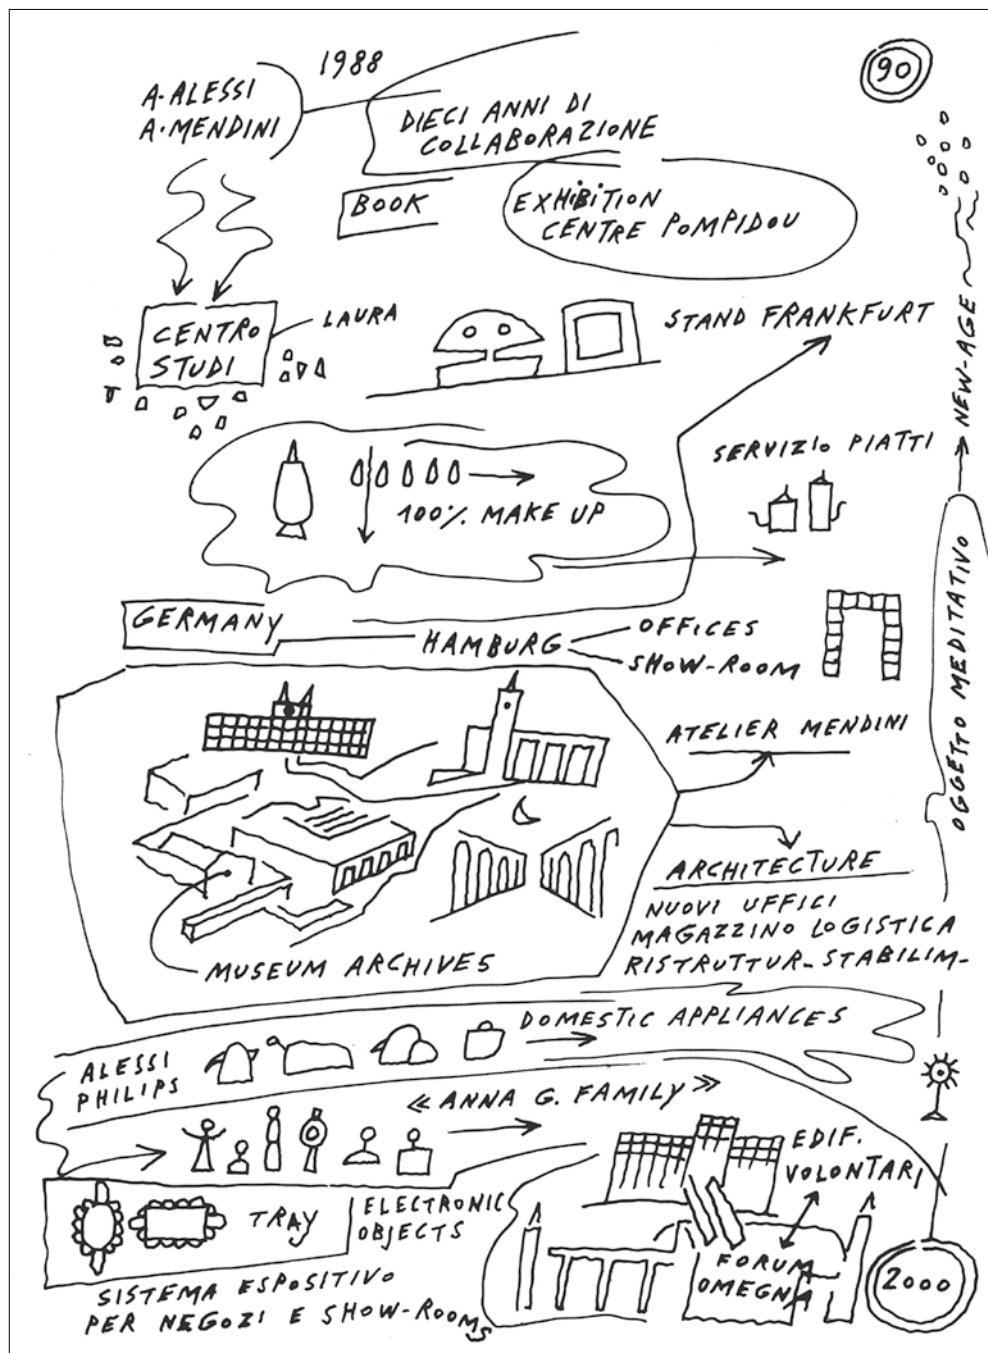 1988
90
A. ALESSI
A. MENDINI
DIECI ANNI DI
COLLABORAZIONE
BOOK
EXHIBITION
CENTRE POMPIDOU
CENTRO
STUDI
LAURA
STAND FRANKFURT
NEW-AGE
SERVIZIO PIATTI
100% MAKE UP
OGGETTO MEDITATIVO
GERMANY
HAMBURG
OFFICES
SHOW-ROOM
ATELIER MENDINI
ARCHITECTURE
NUOVI UFFICI
MAGAZZINO LOGISTICA
RISTRUTTUR- STABILIM-
MUSEUM ARCHIVES
DOMESTIC APPLIANCES
ALESSI
PHILIPS
« ANNA G. FAMILY »
EDIF.
VOLONTARI
TRAY
ELECTRONIC
OBJECTS
FORUM
OMEGNA
2000
SISTEMA ESPOSITIVO
PER NEGOZI E SHOW-ROOMS